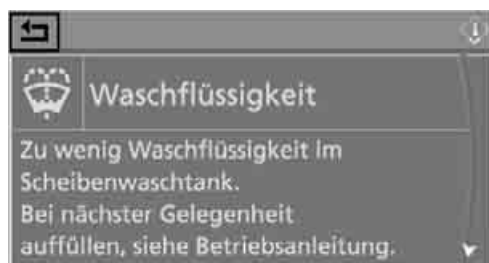 Waschflüssigkeit
Zu wenig Waschflüssigkeit im
Scheibenwaschtank.
Bei nächster Gelegenheit
auffüllen, siehe Betriebsanleitung.